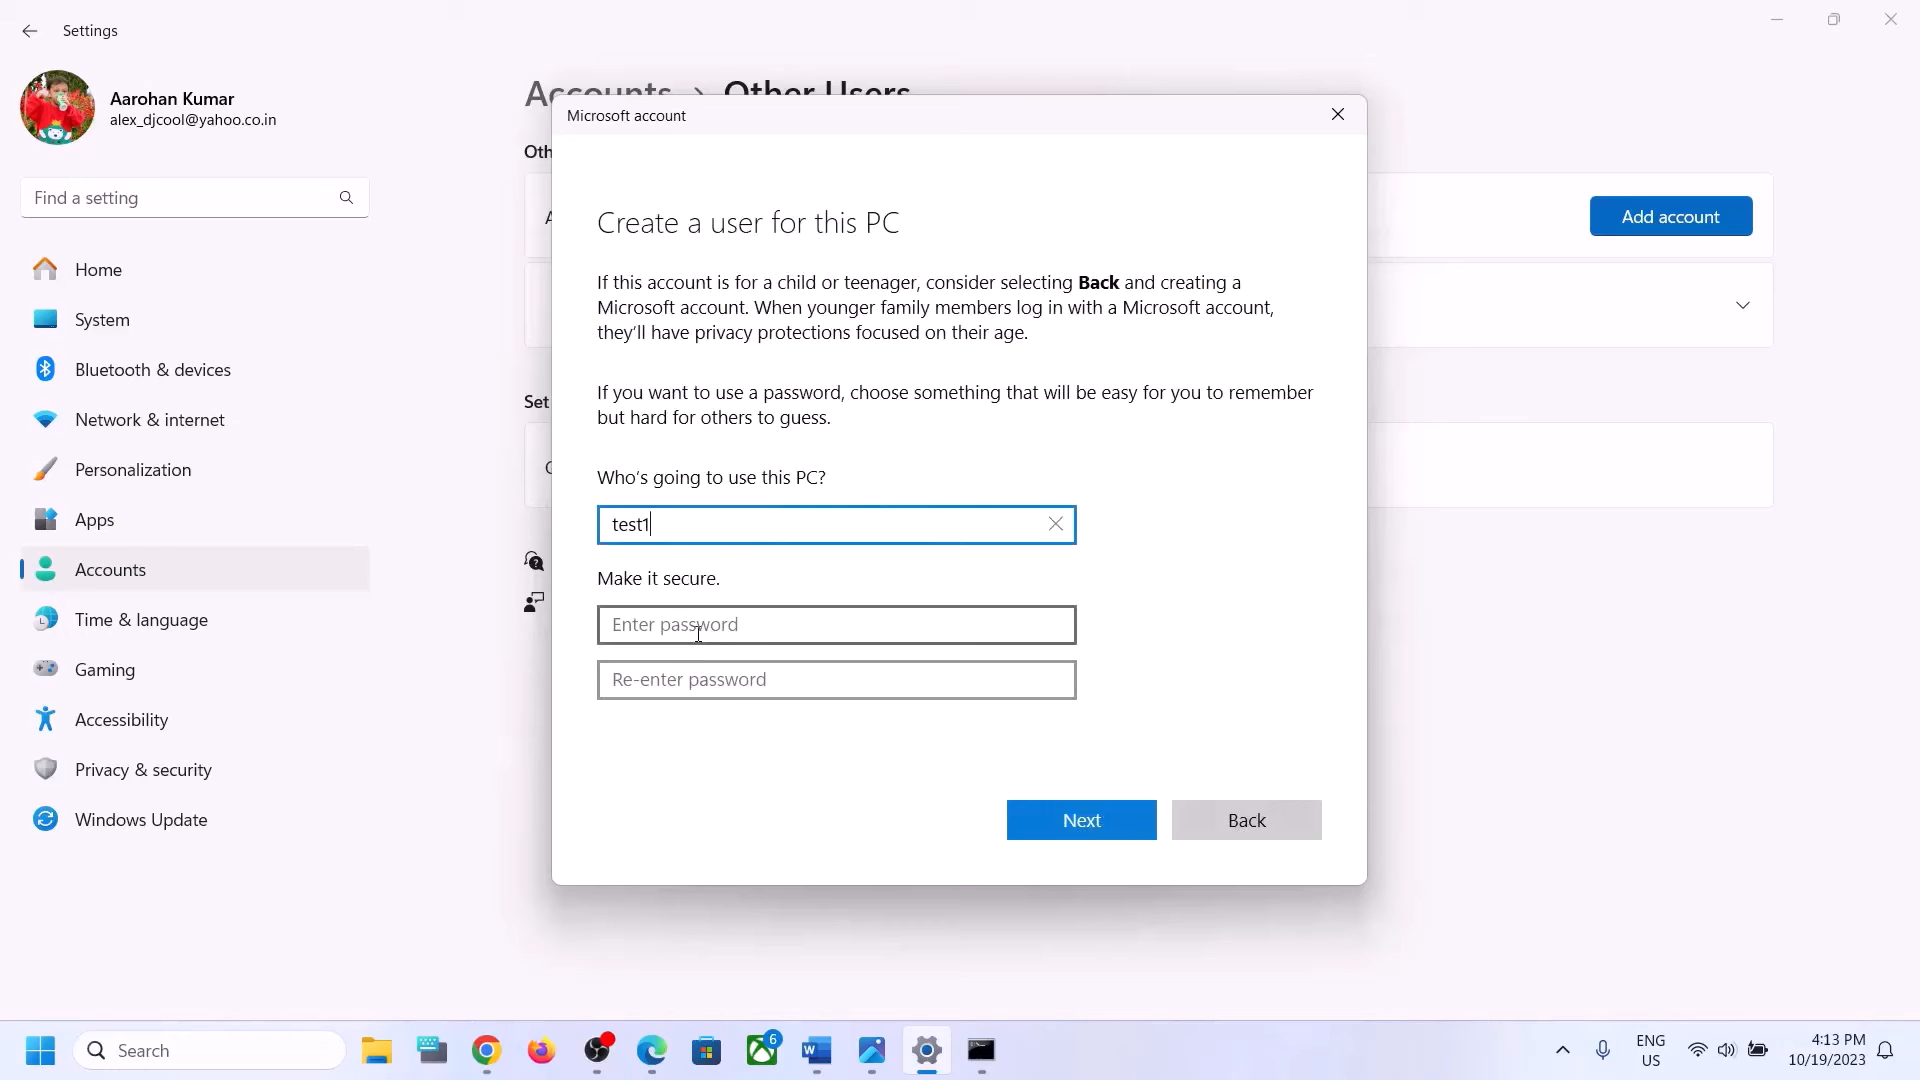 Settings
Aarohan Kumar
alex_djcool@yahoo.co.in
Find a setting
Home
System
Bluetooth & devices
Network & internet
Personalization
Apps
Accounts
Time & language
Gaming
Accessibility
Privacy & security
Windows Update
Accounts > Other Users
Oth
A
Add account
Set
Microsoft account
Create a user for this PC
If this account is for a child or teenager, consider selecting Back and creating a
Microsoft account. When younger family members log in with a Microsoft account,
they'll have privacy protections focused on their age.
If you want to use a password, choose something that will be easy for you to remember
but hard for others to guess.
Who's going to use this PC?
test1
Make it secure.
Enter password
Re-enter password
Next
Back
Search
6
ENG
US
4:13 PM
10/19/2023